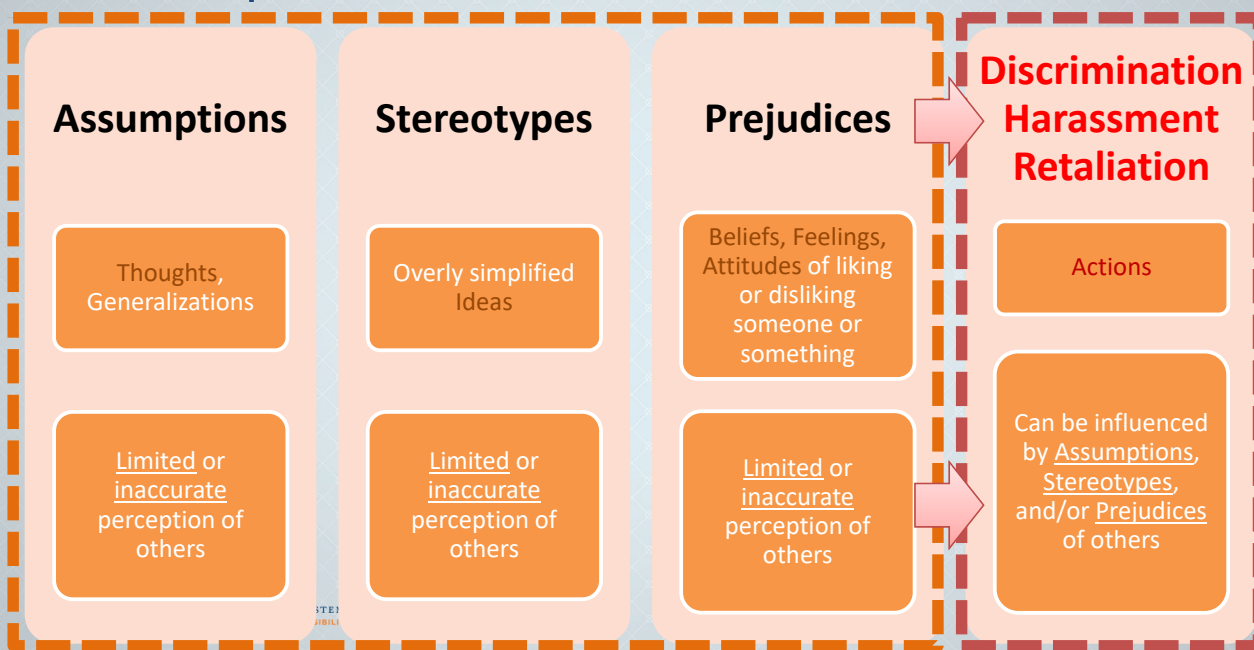 Assumptions
Thoughts,
Generalizations
Limited or
inaccurate
perception of
others
Stereotypes
Overly simplified
Ideas
Limited or
inaccurate
perception of
others
Prejudices
Beliefs, Feelings,
Attitudes of liking
or disliking
someone or
something
Limited or
inaccurate
perception of
others
Discrimination
Harassment
Retaliation
Actions
Can be influenced
by Assumptions,
Stereotypes,
and/or Prejudices
of others